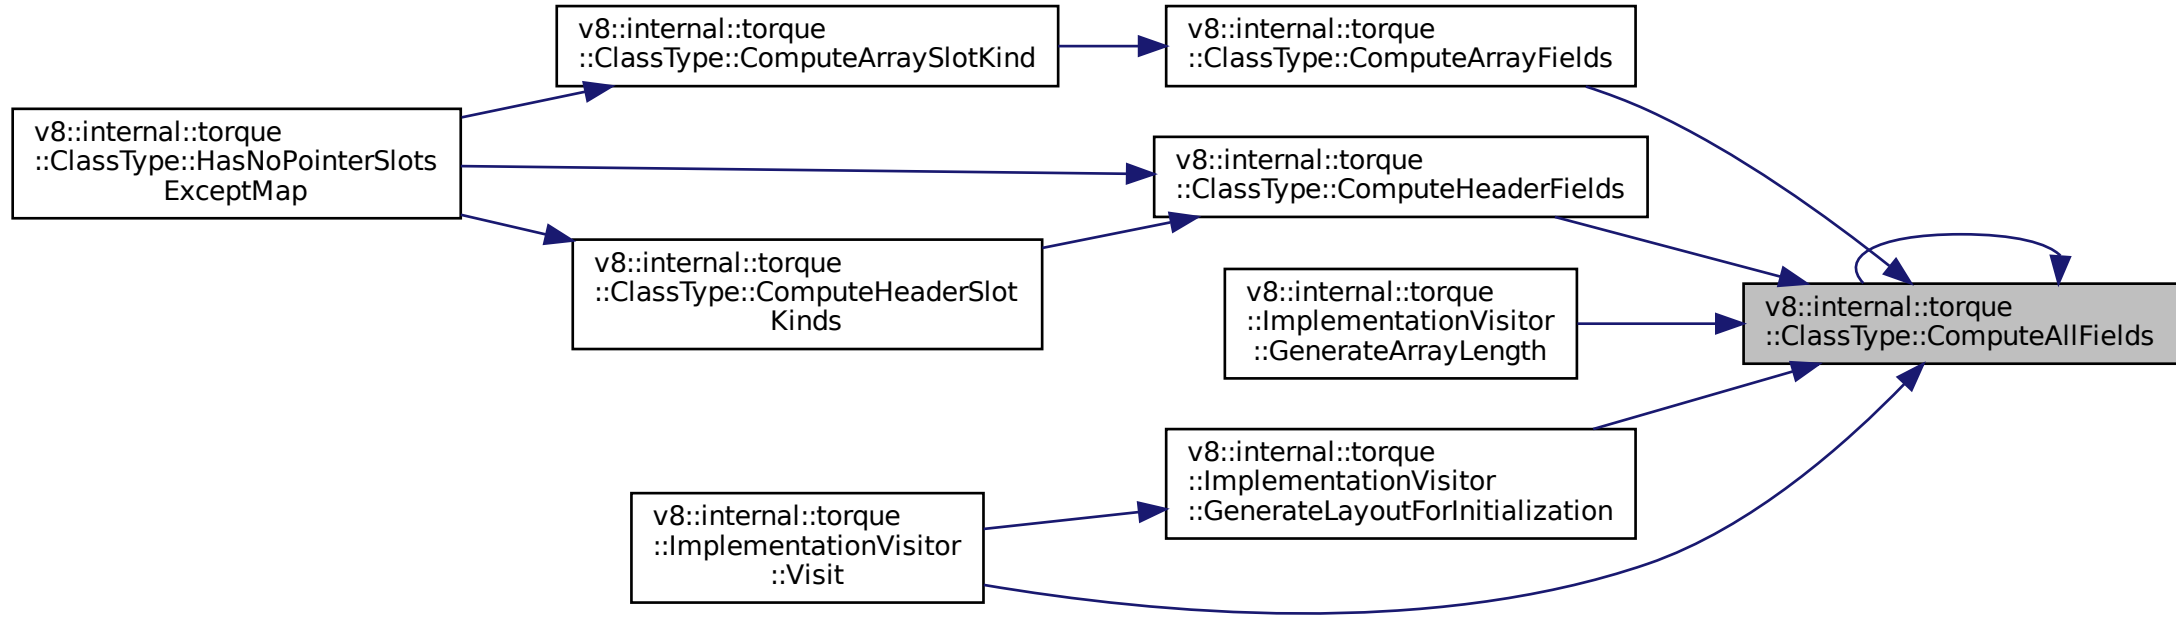 v8::internal::torque
::ClassType::ComputeArraySlotKind
v8::internal::torque
::ClassType::ComputeArrayFields
v8::internal::torque
::ClassType::HasNoPointerSlots
ExceptMap
v8::internal::torque
::ClassType::ComputeHeaderFields
v8::internal::torque
::ClassType::ComputeHeaderSlot
Kinds
v8::internal::torque
::ImplementationVisitor
::GenerateArrayLength
v8::internal::torque
::ClassType::ComputeAllFields
v8::internal::torque
::ImplementationVisitor
::GenerateLayoutForInitialization
v8::internal::torque
::ImplementationVisitor
::Visit